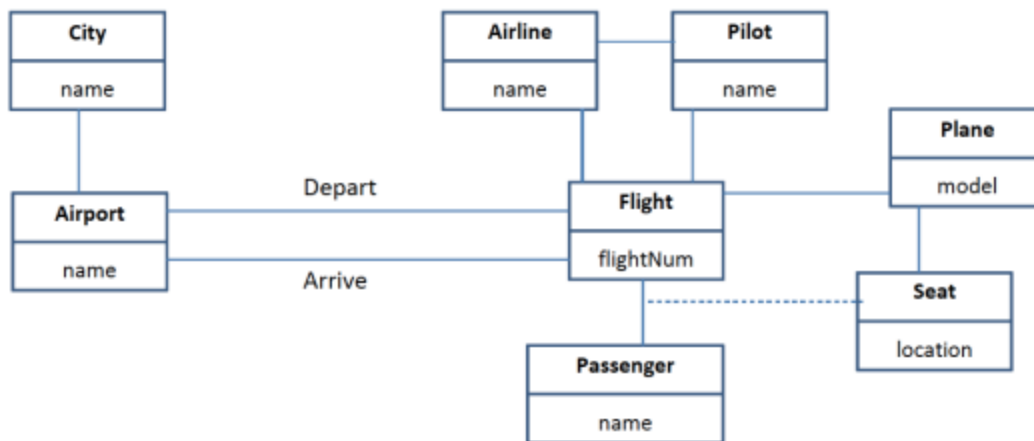 City
name
Airline
name
Pilot
name
Plane
model
Depart
Airport
name
Flight
flightNum
Arrive
Seat
location
Passenger
name